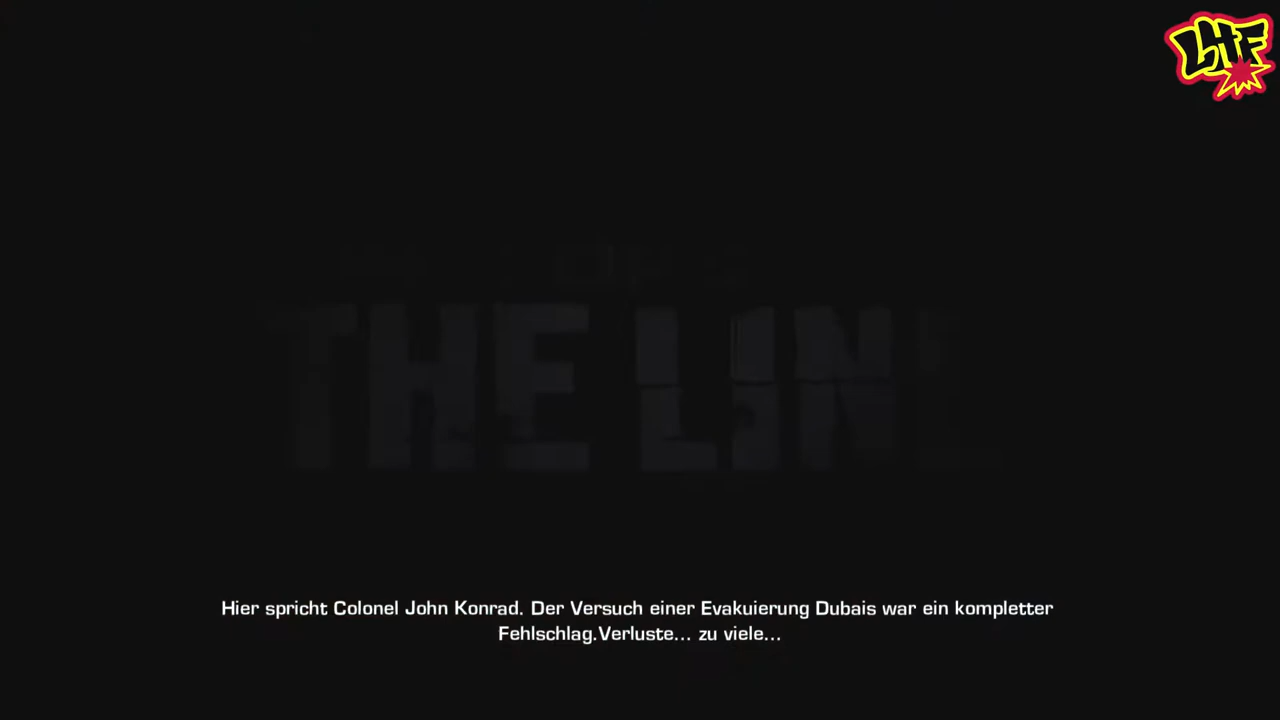 LHF
THE LINE
Hier spricht Colonel John Konrad. Der Versuch einer Evakuierung Dubais war ein kompletter
Fehlschlag.Verluste... zu viele...